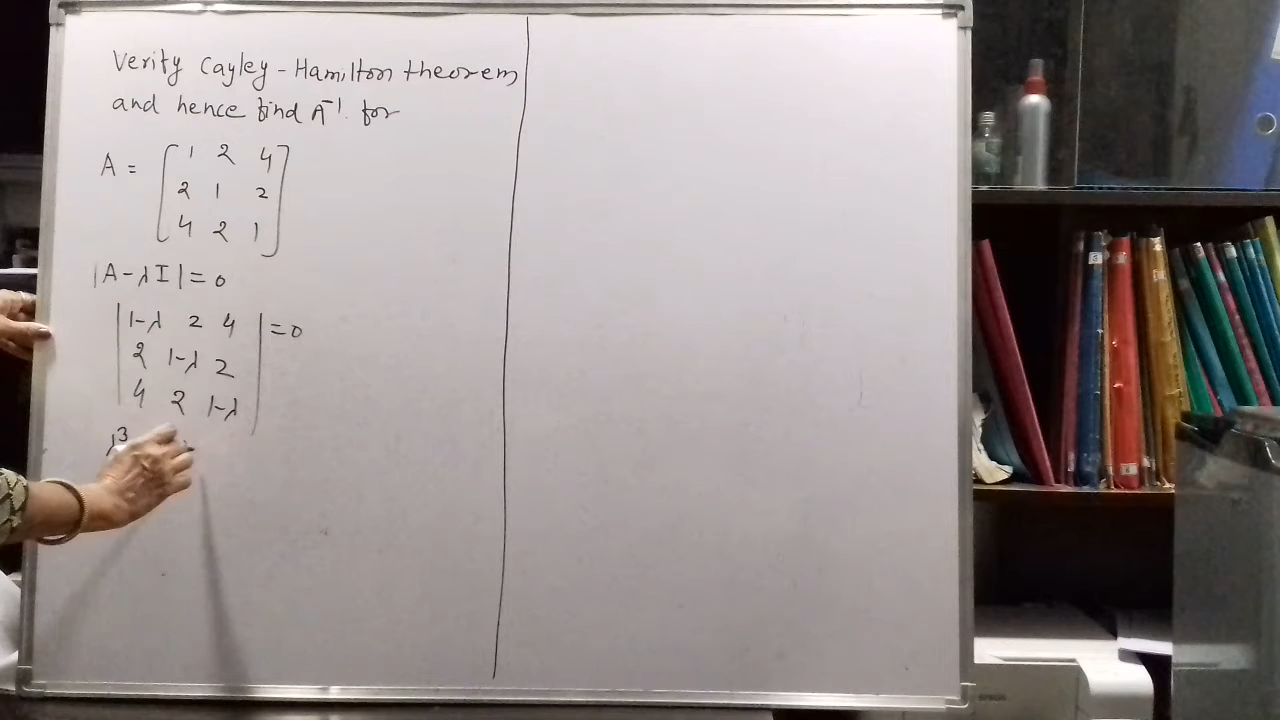 Verify Cayley-Hamilton theorem
and hence find A⁻¹. for
A = [1 2 4
2 1 2
4 2 1]
|A-λI|=0
|1-λ 2 4|=0
2 1-λ 2
4 2 1-λ
λ³